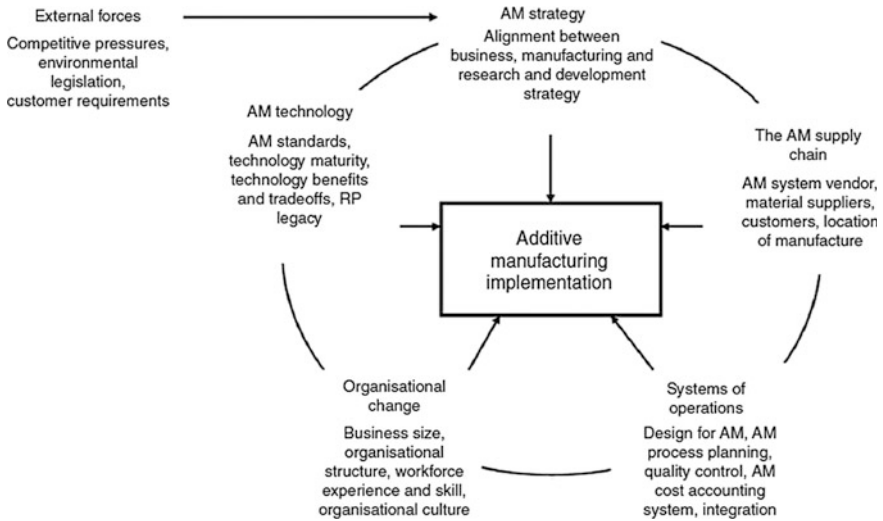 External forces
Competitive pressures,
environmental
legislation,
customer requirements
AM strategy
Alignment between
business, manufacturing and
research and development
strategy
AM technology
AM standards,
technology maturity,
technology benefits
and tradeoffs, RP
legacy
The AM supply
chain
AM system vendor,
material suppliers,
customers, location
of manufacture
Additive
manufacturing
implementation
Organisational
change
Business size,
organisational
structure, workforce
experience and skill,
organisational culture
Systems of
operations
Design for AM, AM
process planning,
quality control, AM
cost accounting
system, integration